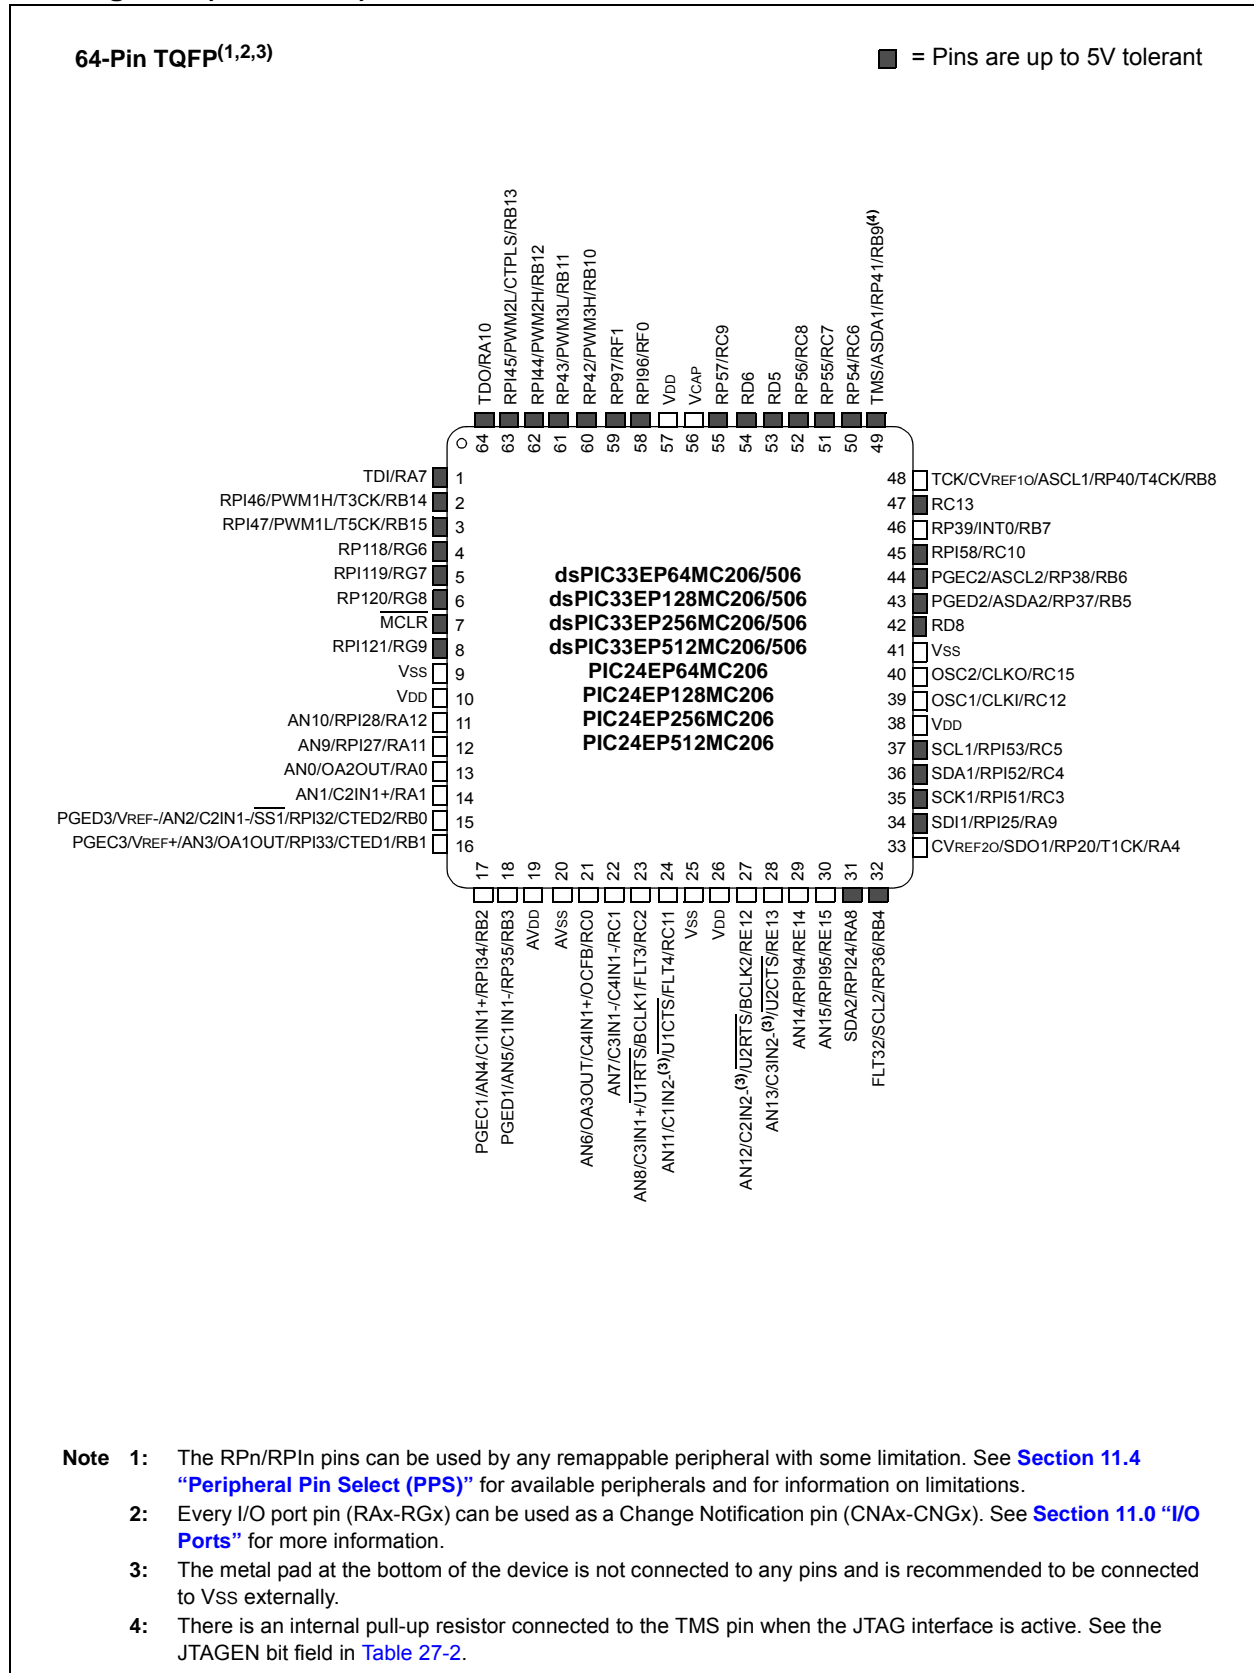 64-Pin TQFP(1,2,3)
= Pins are up to 5V tolerant
TDO/RA10
RPI45/PWM2L/CTPLS/RB13
RPI44/PWM2H/RB12
RP43/PWM3L/RB11
RP42/PWM3H/RB10
RP97/RF1
RPI96/RF0
VDD
VCAP
RP57/RC9
RD6
RD5
RP56/RC8
RP55/RC7
RP54/RC6
TMS/ASDA1/RP41/RB9(4)
64 63 62 61 60 59 58 57 56 55 54 53 52 51 50 49
TDI/RA7 1
RPI46/PWM1H/T3CK/RB14 2
RPI47/PWM1L/T5CK/RB15 3
RP118/RG6 4
RPI119/RG7 5
RP120/RG8 6
MCLR 7
RPI121/RG9 8
VSS 9
VDD 10
AN10/RPI28/RA12 11
AN9/RPI27/RA11 12
AN0/OA2OUT/RA0 13
AN1/C2IN1+/RA1 14
PGED3/VREF-/AN2/C2IN1-/SS1/RPI32/CTED2/RB0 15
PGEC3/VREF+/AN3/OA1OUT/RPI33/CTED1/RB1 16
dsPIC33EP64MC206/506
dsPIC33EP128MC206/506
dsPIC33EP256MC206/506
dsPIC33EP512MC206/506
PIC24EP64MC206
PIC24EP128MC206
PIC24EP256MC206
PIC24EP512MC206
48 TCK/CVREF1O/ASCL1/RP40/T4CK/RB8
47 RC13
46 RP39/INT0/RB7
45 RPI58/RC10
44 PGEC2/ASCL2/RP38/RB6
43 PGED2/ASDA2/RP37/RB5
42 RD8
41 VSS
40 OSC2/CLKO/RC15
39 OSC1/CLKI/RC12
38 VDD
37 SCL1/RPI53/RC5
36 SDA1/RPI52/RC4
35 SCK1/RPI51/RC3
34 SDI1/RPI25/RA9
33 CVREF2O/SDO1/RP20/T1CK/RA4
17 18 19 20 21 22 23 24 25 26 27 28 29 30 31 32
PGEC1/AN4/C1IN1+/RPI34/RB2
PGED1/AN5/C1IN1-/RP35/RB3
AVDD
AVSS
AN6/OA3OUT/C4IN1+/OCFB/RC0
AN7/C3IN1-/C4IN1-/RC1
AN8/C3IN1+/U1RTS/BCLK1/FLT3/RC2
AN11/C1IN2-(3)/U1CTS/FLT4/RC11
VSS
VDD
AN12/C2IN2-(3)/U2RTS/BCLK2/RE12
AN13/C3IN2-(3)/U2CTS/RE13
AN14/RPI94/RE14
AN15/RPI95/RE15
SDA2/RPI24/RA8
FLT32/SCL2/RP36/RB4
Note 1: The RPn/RPIn pins can be used by any remappable peripheral with some limitation. See Section 11.4
"Peripheral Pin Select (PPS)" for available peripherals and for information on limitations.
2: Every I/O port pin (RAx-RGx) can be used as a Change Notification pin (CNAx-CNGx). See Section 11.0 "I/O
Ports" for more information.
3: The metal pad at the bottom of the device is not connected to any pins and is recommended to be connected
to VSS externally.
4: There is an internal pull-up resistor connected to the TMS pin when the JTAG interface is active. See the
JTAGEN bit field in Table 27-2.